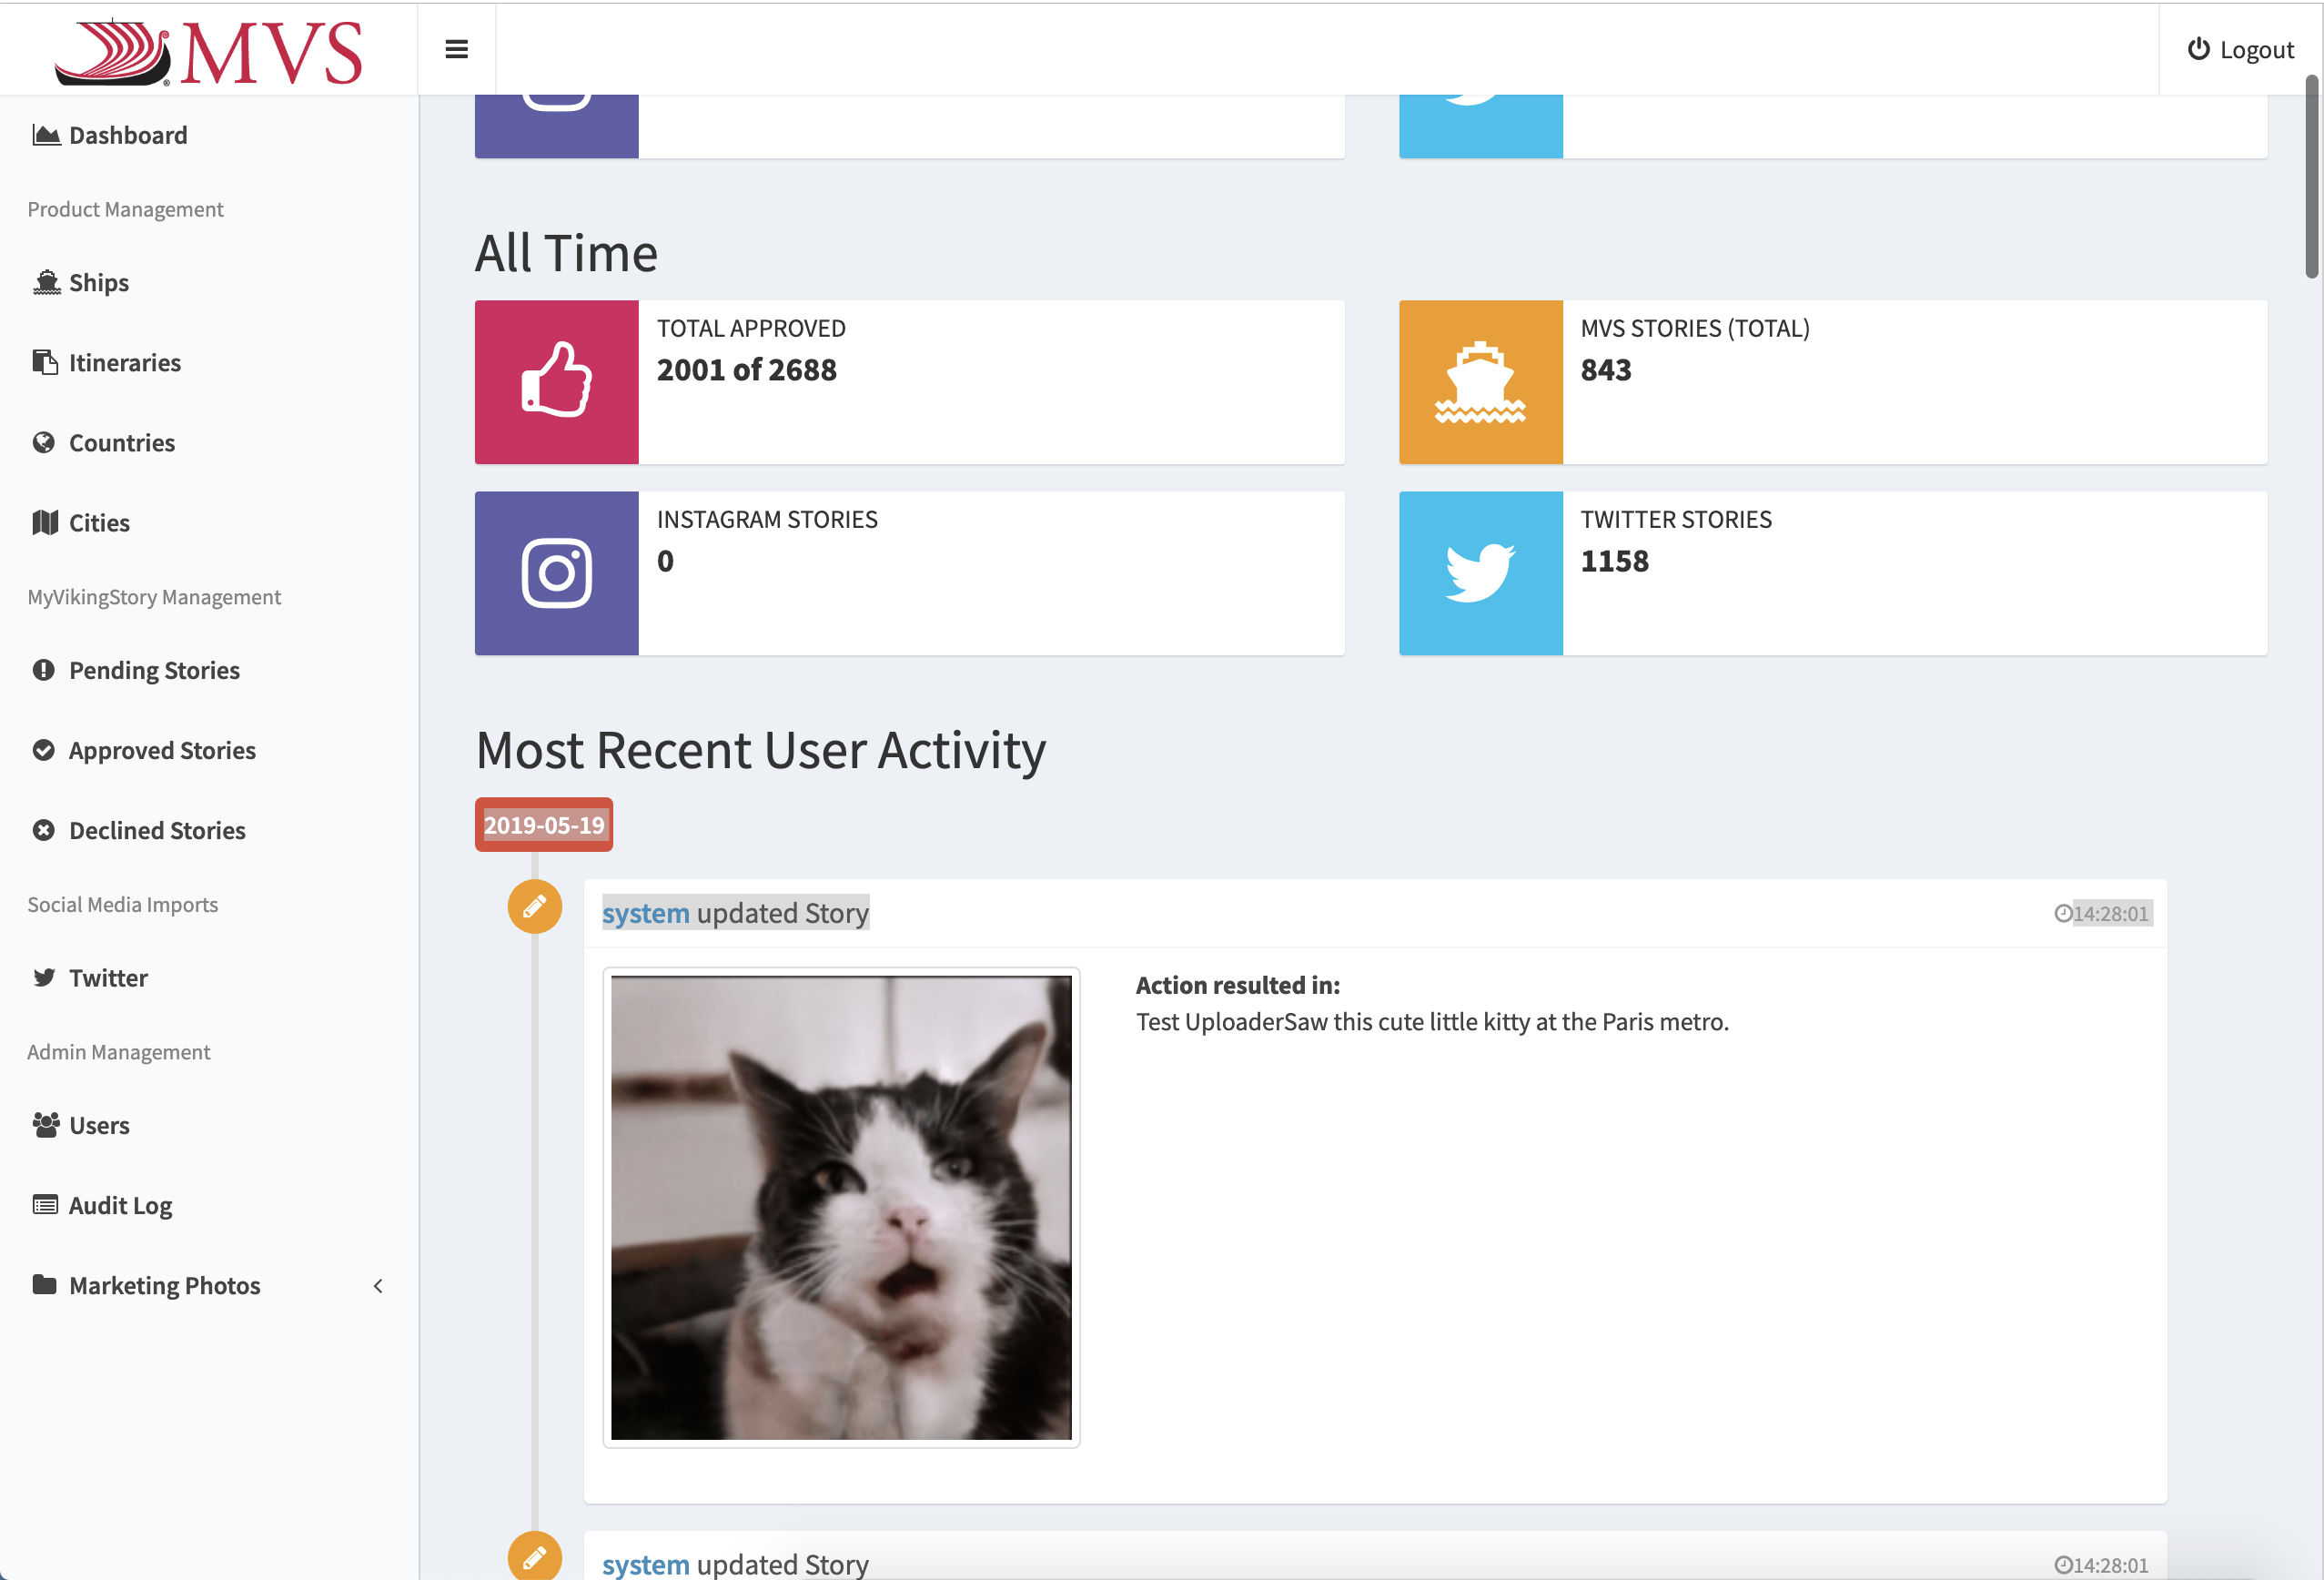 MVS
Logout
Dashboard
Product Management
Ships
Itineraries
Countries
Cities
MyVikingStory Management
Pending Stories
Approved Stories
Declined Stories
Social Media Imports
Twitter
Admin Management
Users
Audit Log
Marketing Photos
All Time
TOTAL APPROVED
2001 of 2688
MVS STORIES (TOTAL)
843
INSTAGRAM STORIES
0
TWITTER STORIES
1158
Most Recent User Activity
2019-05-19
system updated Story
14:28:01
Action resulted in:
Test UploaderSaw this cute little kitty at the Paris metro.
system updated Story
14:28:01